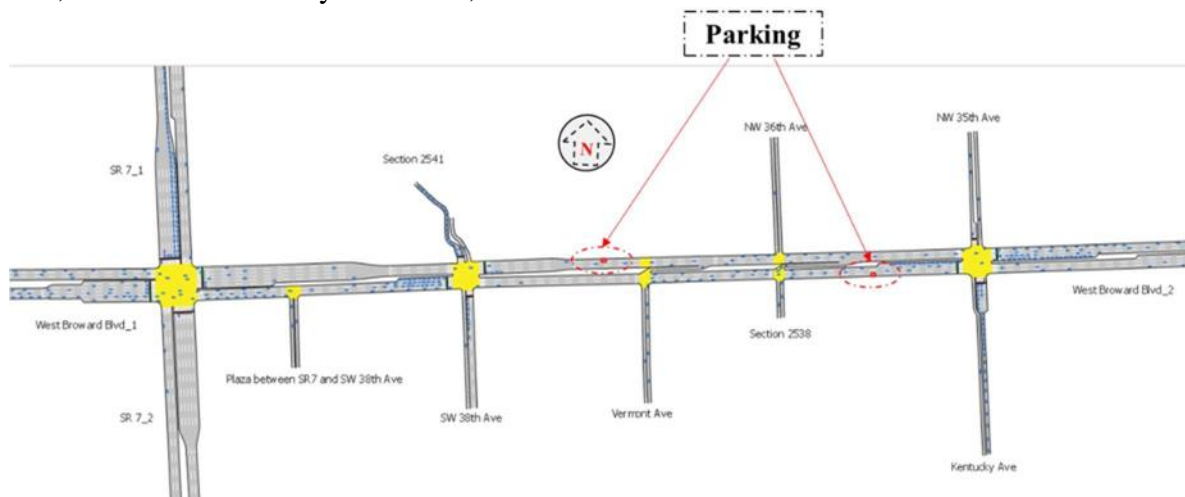 Parking
NW 36th Ave
NW 35th Ave
N
Section 2541
SR 7_1
West Broward Blvd_1
West Broward Blvd_2
Section 2538
Plaza between SR7 and SW 38th Ave
SR 7_2
SW 38th Ave
Vermont Ave
Kentucky Ave